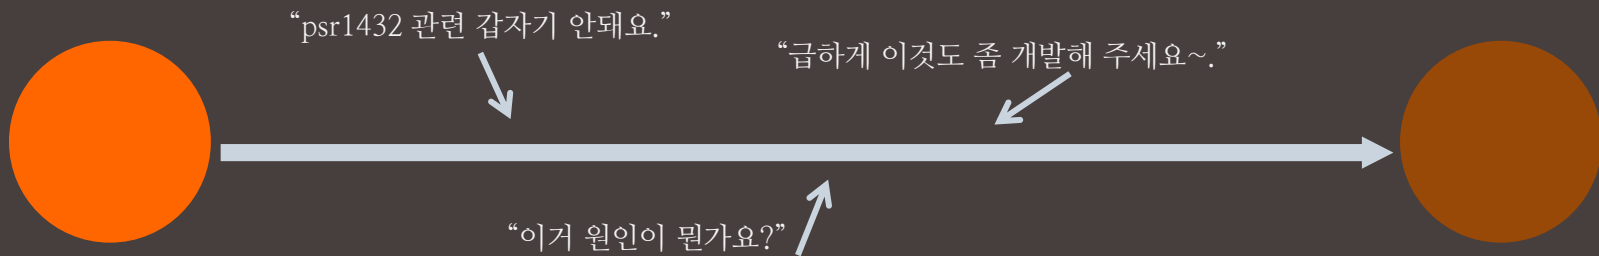 “psr1432 관련 갑자기 안돼요.”
“급하게 이것도 좀 개발해 주세요~.”
“이거 원인이 뭔가요?”